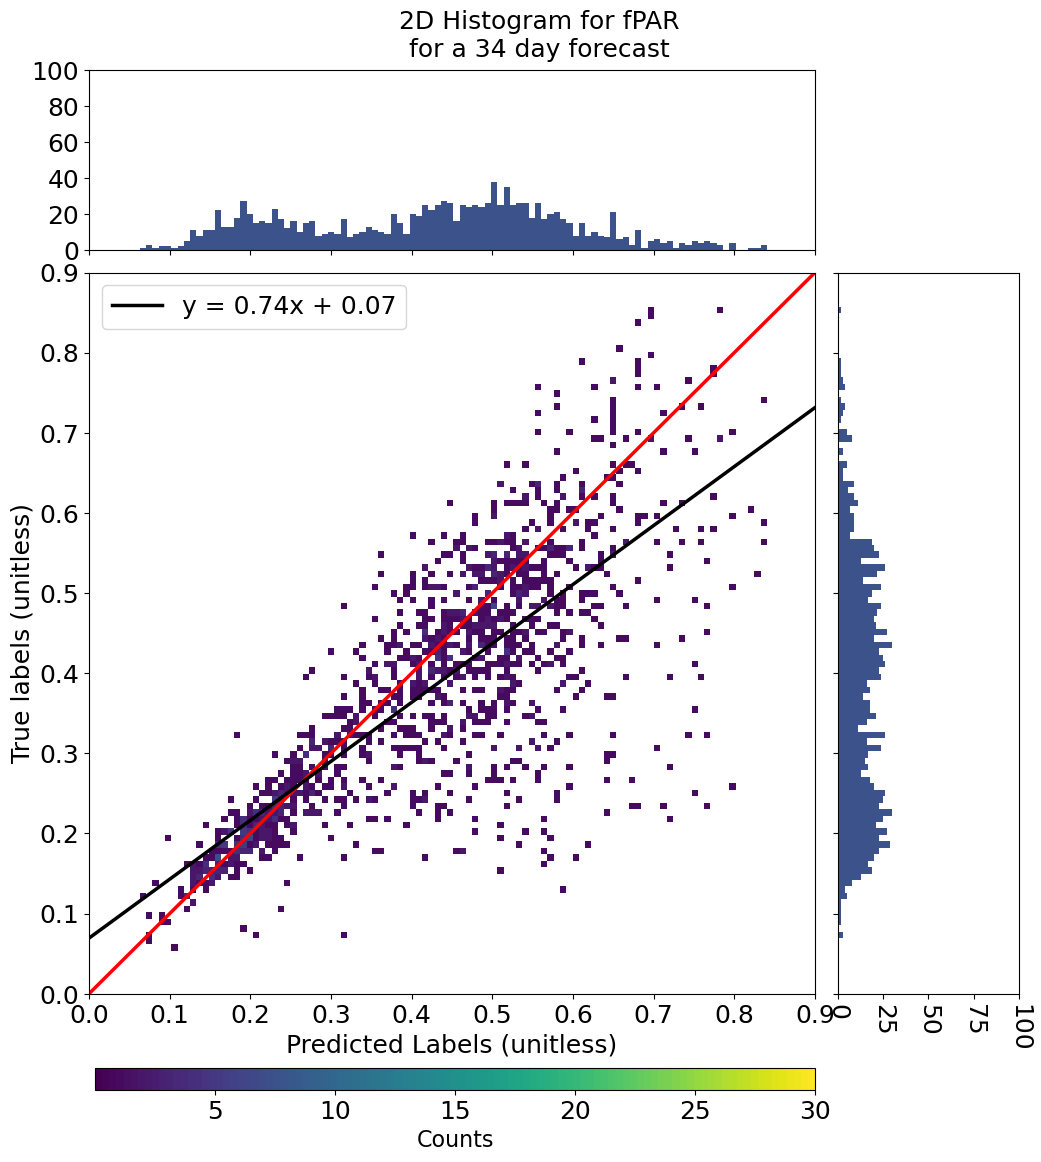 2D Histogram for fPAR
for a 34 day forecast
100
80
60
40
20
0
0.9
0.8
0.7
0.6
0.5
0.4
0.3
0.2
0.1
0.0
True labels (unitless)
y = 0.74x + 0.07
0.0 0.1 0.2 0.3 0.4 0.5 0.6 0.7 0.8 0.9
Predicted Labels (unitless)
0 25 50 75 100
5 10 15 20 25 30
Counts